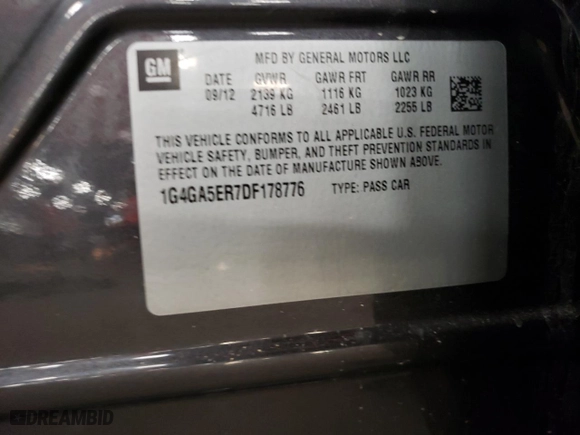 GM
MFD BY GENERAL MOTORS LLC
DATE GVWR GAWR FRT GAWR RR
09/12 2139 KG 1116 KG 1023 KG
4716 LB 2461 LB 2255 LB
THIS VEHICLE CONFORMS TO ALL APPLICABLE U.S. FEDERAL MOTOR
VEHICLE SAFETY, BUMPER, AND THEFT PREVENTION STANDARDS IN
EFFECT ON THE DATE OF MANUFACTURE SHOWN ABOVE.
1G4GA5ER7DF178776 TYPE: PASS CAR
DREAMBID